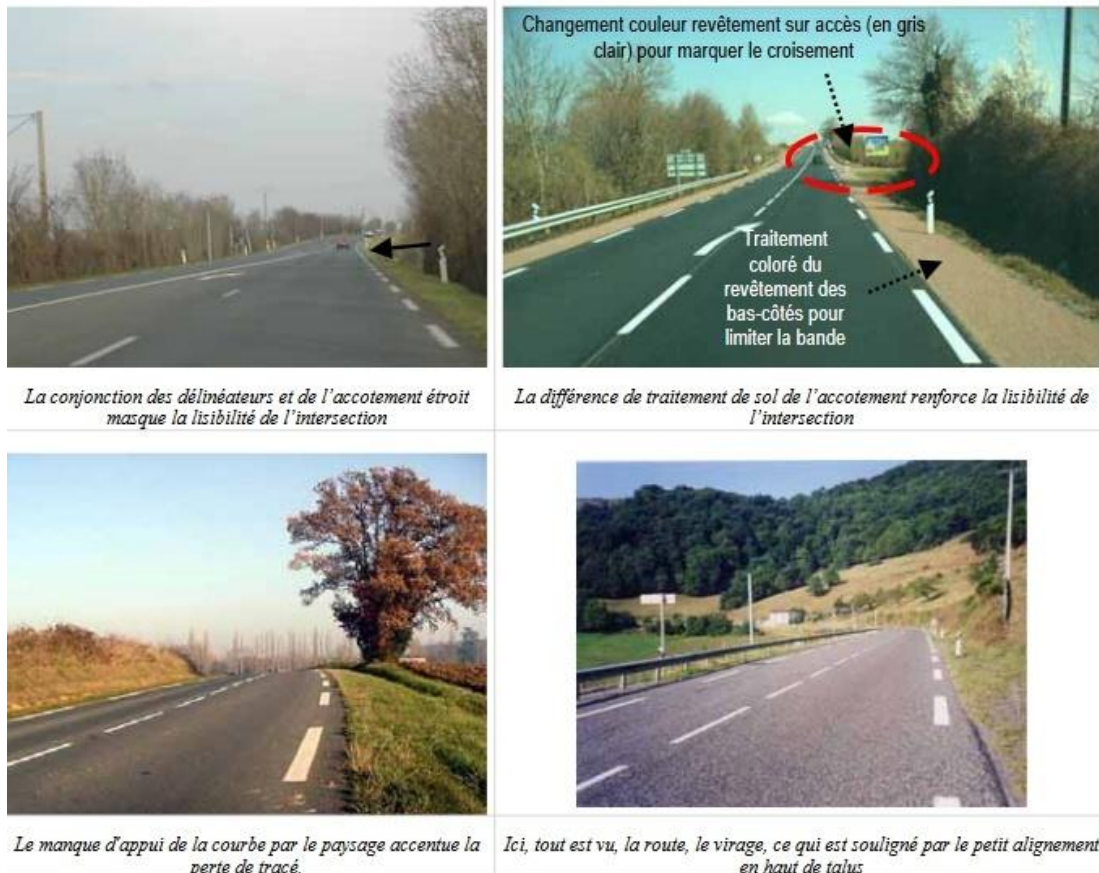 Changement couleur revêtement sur accès (en gris
clair) pour marquer le croisement
Traitement
coloré du
revêtement des
bas-côtés pour
limiter la bande
La conjonction des délinéateurs et de l'accotement étroit
masque la lisibilité de l'intersection
La différence de traitement de sol de l'accotement renforce la lisibilité de
l'intersection
Le manque d'appui de la courbe par le paysage accentue la
perte de tracé.
Ici, tout est vu, la route, le virage, ce qui est souligné par le petit alignement
en haut de talus